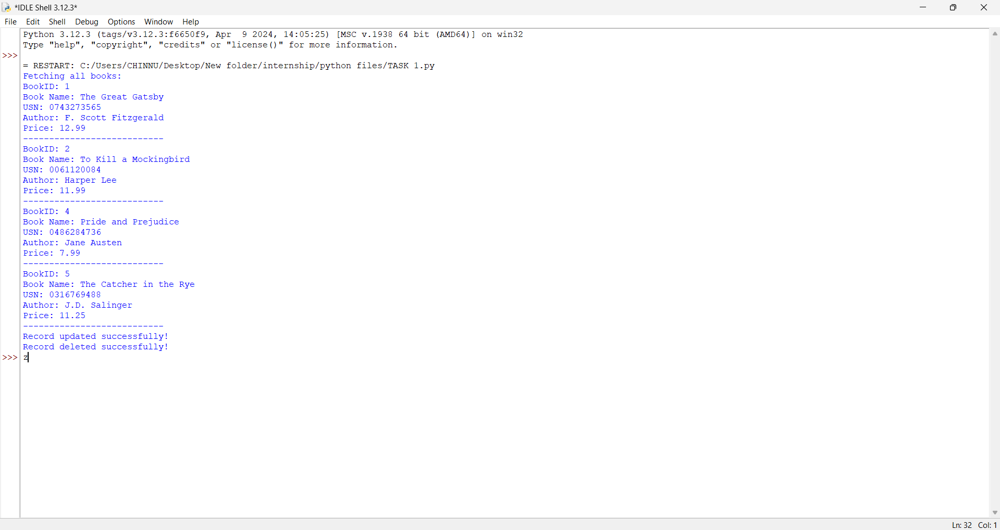 *IDLE Shell 3.12.3*
File Edit Shell Debug Options Window Help
Python 3.12.3 (tags/v3.12.3:f6650f9, Apr  9 2024, 14:05:25) [MSC v.1938 64 bit (AMD64)] on win32
Type "help", "copyright", "credits" or "license()" for more information.
>>>
= RESTART: C:/Users/CHINNU/Desktop/New folder/internship/python files/TASK 1.py
Fetching all books:
BookID: 1
Book Name: The Great Gatsby
USN: 0743273565
Author: F. Scott Fitzgerald
Price: 12.99
---------------------------
BookID: 2
Book Name: To Kill a Mockingbird
USN: 0061120084
Author: Harper Lee
Price: 11.99
---------------------------
BookID: 4
Book Name: Pride and Prejudice
USN: 0486284736
Author: Jane Austen
Price: 7.99
---------------------------
BookID: 5
Book Name: The Catcher in the Rye
USN: 0316769488
Author: J.D. Salinger
Price: 11.25
---------------------------
Record updated successfully!
Record deleted successfully!
>>> z
Ln: 32 Col: 1